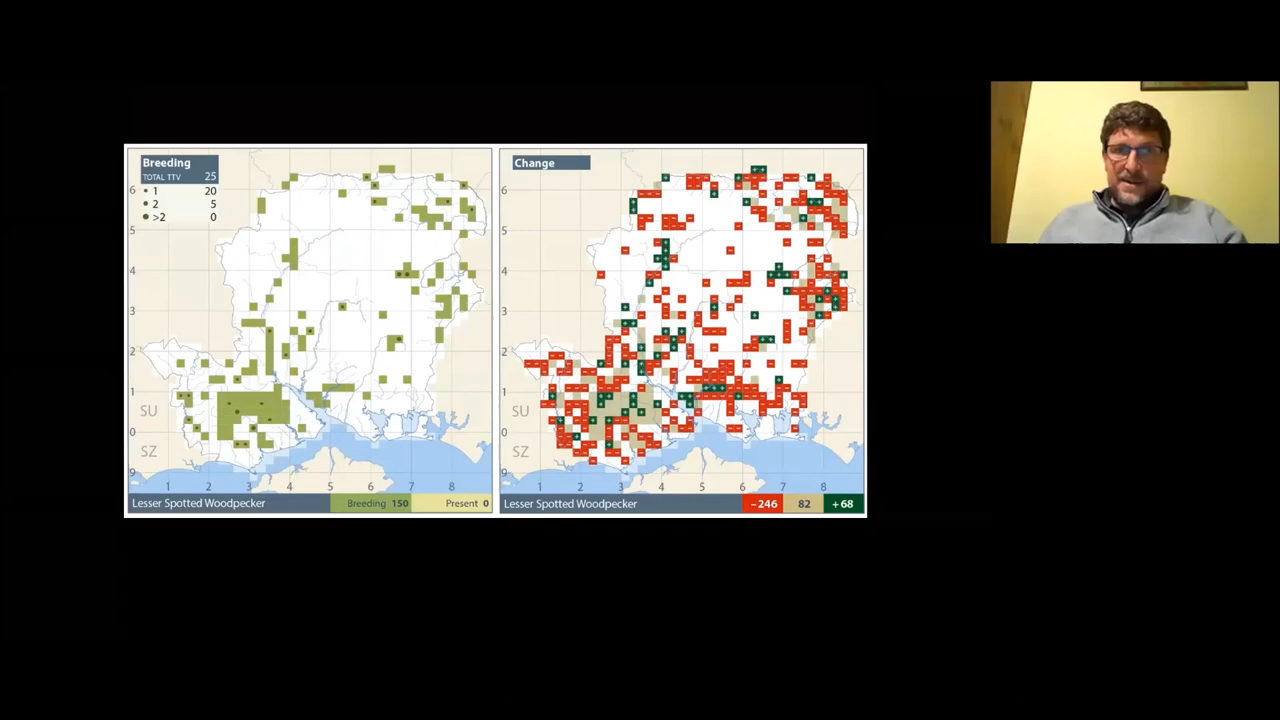 Breeding
TOTAL TTV 25
1 20
2 5
>2 0
6
5
4
3
2
1
SU
0
SZ
9
1 2 3 4 5 6 7 8
Lesser Spotted Woodpecker Breeding 150 Present 0
Change
6
5
4
3
2
1
SU
0
SZ
9
1 2 3 4 5 6 7 8
Lesser Spotted Woodpecker −246 82 +68